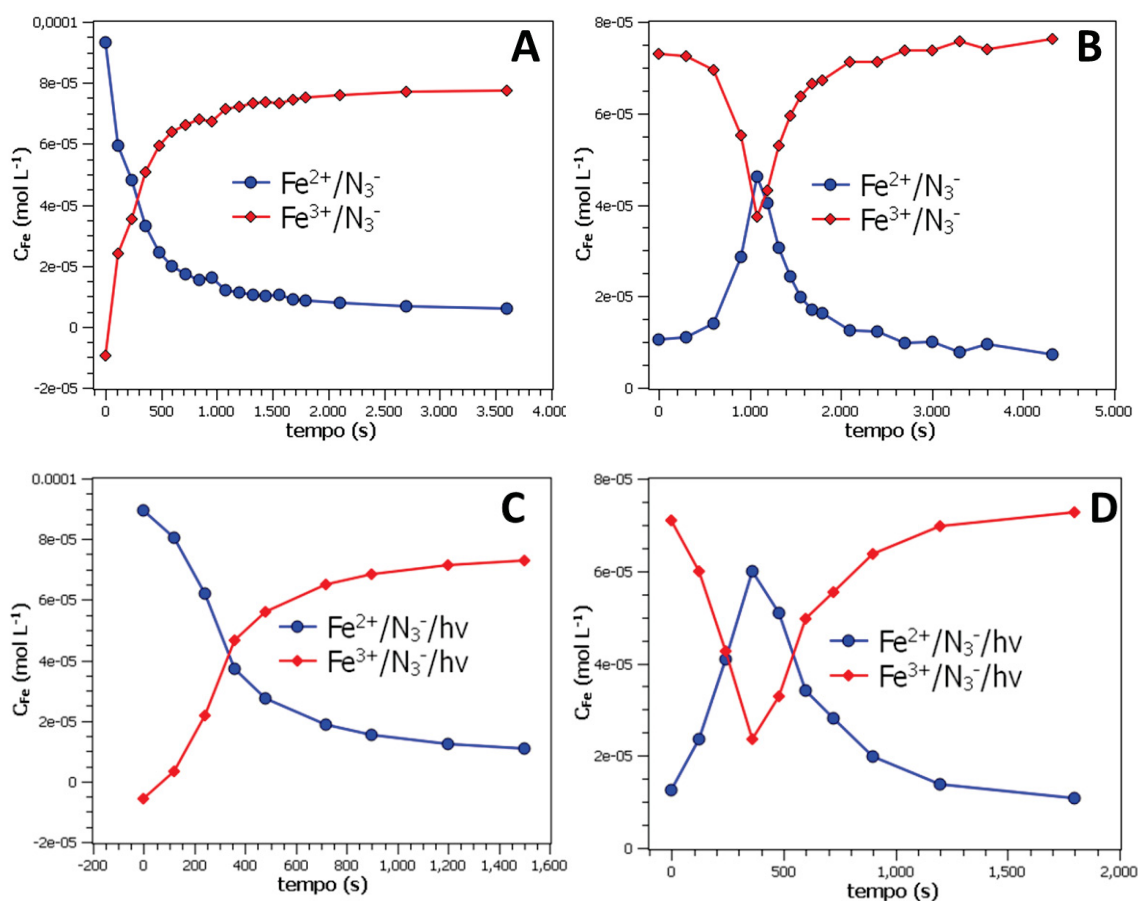 A
0,0001
8e-05
6e-05
4e-05
2e-05
0
-2e-05
C_Fe (mol L⁻¹)
Fe²⁺/N₃⁻
Fe³⁺/N₃⁻
0 500 1.000 1.500 2.000 2.500 3.000 3.500 4.000
tempo (s)
B
8e-05
6e-05
4e-05
2e-05
0
C_Fe (mol L⁻¹)
Fe²⁺/N₃⁻
Fe³⁺/N₃⁻
0 1.000 2.000 3.000 4.000 5.000
tempo (s)
C
0.0001
8e-05
6e-05
4e-05
2e-05
0
-2e-05
C_Fe (mol L⁻¹)
Fe²⁺/N₃⁻/hν
Fe³⁺/N₃⁻/hν
-200 0 200 400 600 800 1,000 1,200 1,400 1,600
tempo (s)
D
8e-05
6e-05
4e-05
2e-05
0
C_Fe (mol L⁻¹)
Fe²⁺/N₃⁻/hν
Fe³⁺/N₃⁻/hν
0 500 1,000 1,500 2,000
tempo (s)